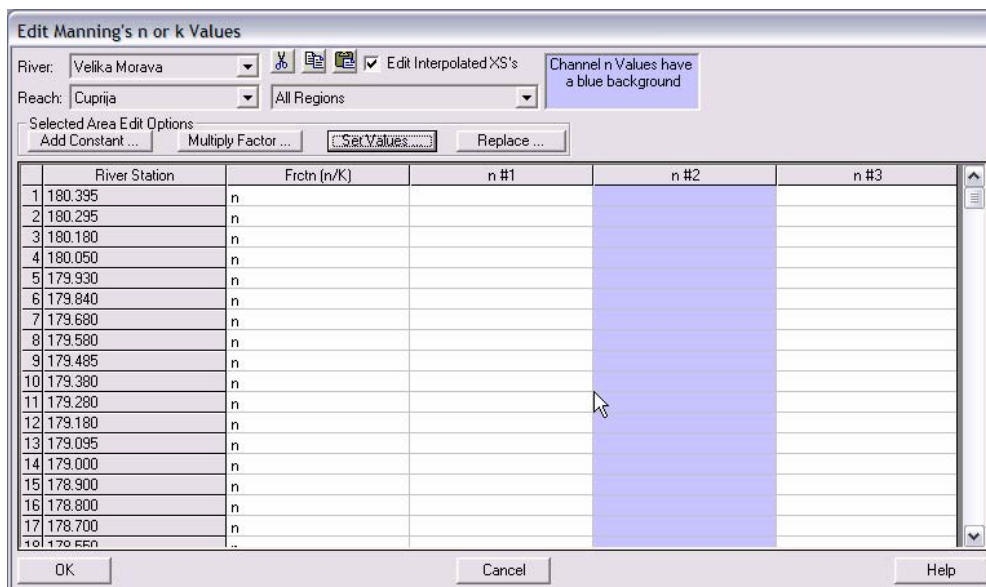 Edit Manning's n or k Values
River: Velika Morava Edit Interpolated XS's Channel n Values have
a blue background
Reach: Cuprija All Regions
Selected Area Edit Options
Add Constant ... Multiply Factor ... Set Values ... Replace ...
River Station Frctn (n/K) n #1 n #2 n #3
1 180.395 n
2 180.295 n
3 180.180 n
4 180.050 n
5 179.930 n
6 179.840 n
7 179.680 n
8 179.580 n
9 179.485 n
10 179.380 n
11 179.280 n
12 179.180 n
13 179.095 n
14 179.000 n
15 178.900 n
16 178.800 n
17 178.700 n
18 178.550 n
OK Cancel Help